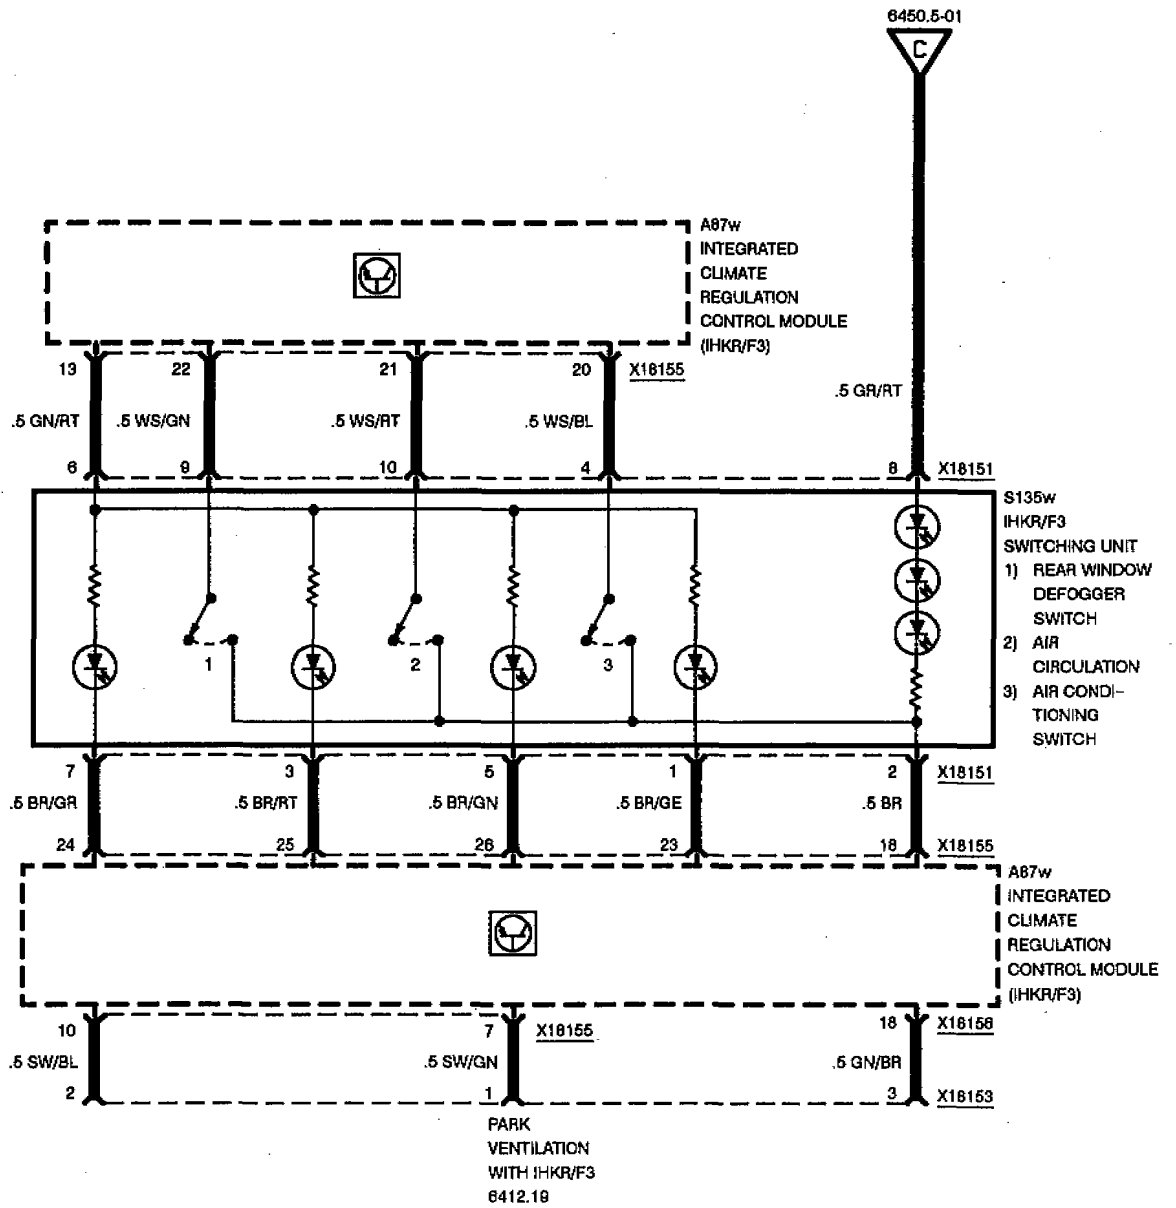 6450.5-01
C
A87w
INTEGRATED
CLIMATE
REGULATION
CONTROL MODULE
(IHKR/F3)
13 22 21 20 X18155
.5 GN/RT .5 WS/GN .5 WS/RT .5 WS/BL .5 GR/RT
6 9 10 4 8 X18151
S135w
IHKR/F3
SWITCHING UNIT
1) REAR WINDOW
DEFOGGER
SWITCH
2) AIR
CIRCULATION
3) AIR CONDI-
TIONING
SWITCH
1 2 3
7 3 5 1 2 X18151
.5 BR/GR .5 BR/RT .5 BR/GN .5 BR/GE .5 BR
24 25 26 23 18 X18155
A87w
INTEGRATED
CLIMATE
REGULATION
CONTROL MODULE
(IHKR/F3)
10 7 X18155 18 X18156
.5 SW/BL .5 SW/GN .5 GN/BR
2 1 3 X18153
PARK
VENTILATION
WITH IHKR/F3
6412.19